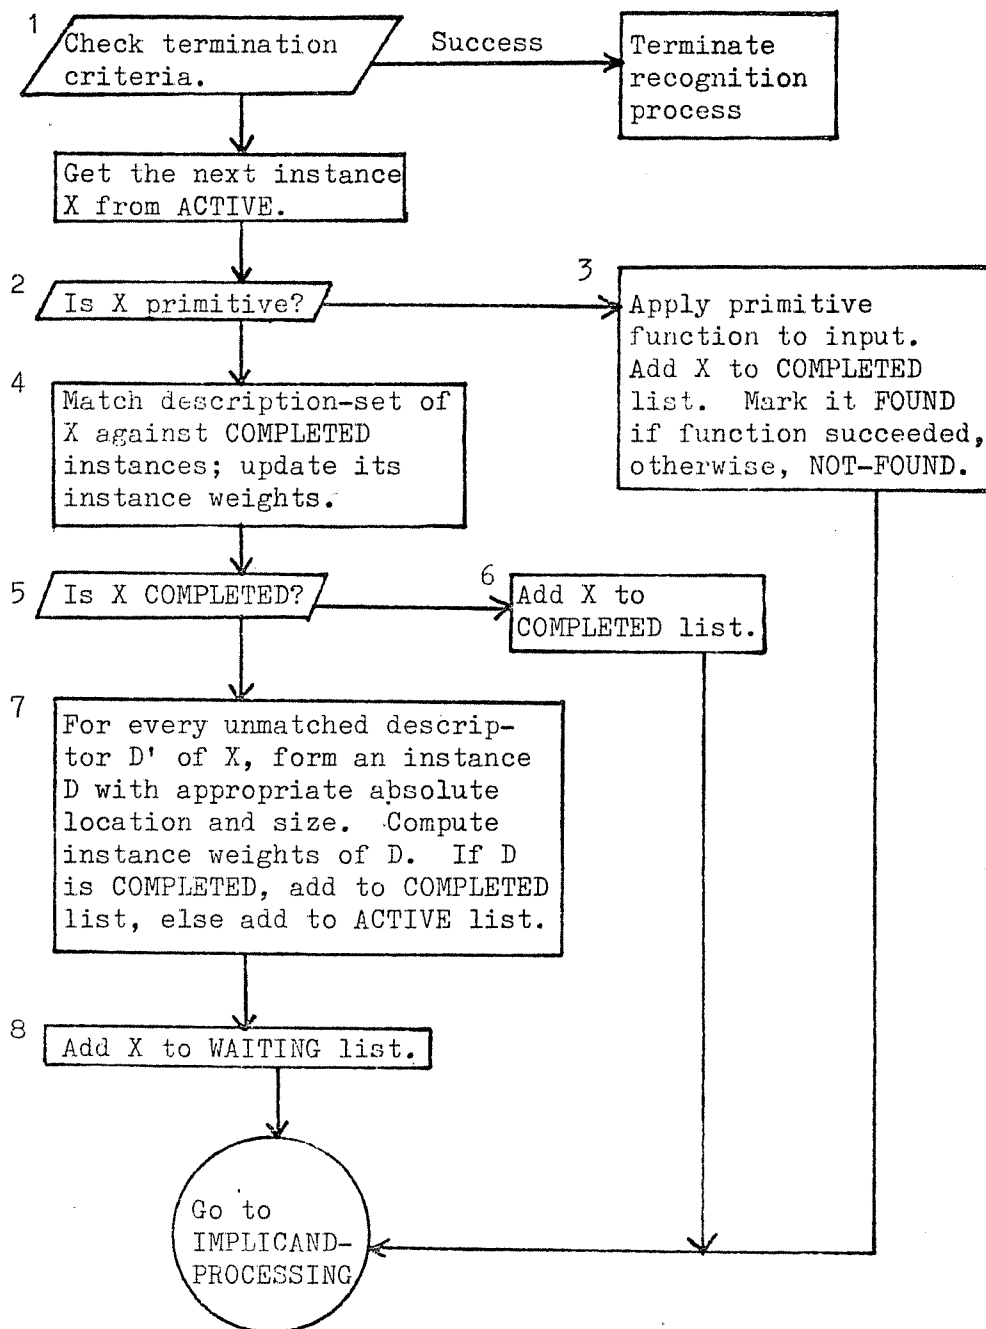 1
Check termination
criteria.
Success
Terminate
recognition
process
Get the next instance
X from ACTIVE.
2
Is X primitive?
3
Apply primitive
function to input.
Add X to COMPLETED
list. Mark it FOUND
if function succeeded,
otherwise, NOT-FOUND.
4
Match description-set of
X against COMPLETED
instances; update its
instance weights.
5
Is X COMPLETED?
6
Add X to
COMPLETED list.
7
For every unmatched descrip-
tor D' of X, form an instance
D with appropriate absolute
location and size. Compute
instance weights of D. If D
is COMPLETED, add to COMPLETED
list, else add to ACTIVE list.
8
Add X to WAITING list.
Go to
IMPLICAND-
PROCESSING